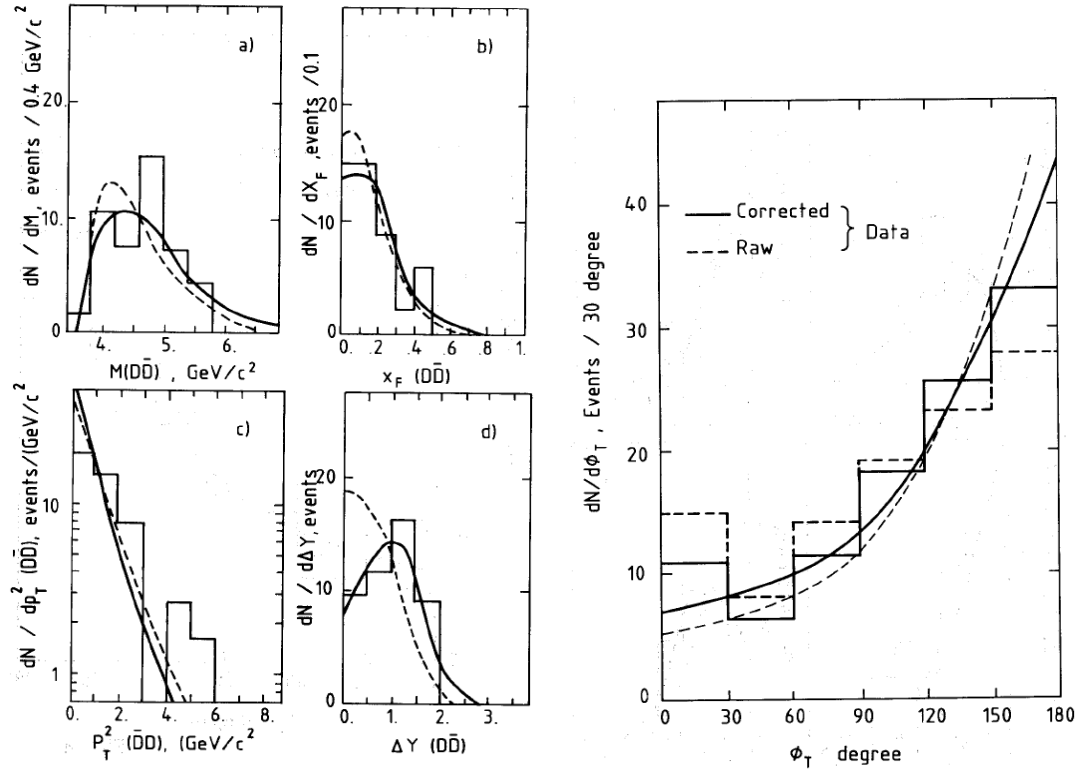 dN / dM, events / 0.4 GeV/c²
a)
20.
10.
0
4.
5.
6.
M(DD̄) , GeV/c²
dN / dX_F ,events /0.1
b)
20
10
0
0.
.2
.4
.6
.8
1.
x_F (DD̄)
dN / dp_T² (DD̄), events/(GeV/c²
c)
10
1
0.
2.
4.
6.
8.
P_T² (D̄D), (GeV/c²
dN / dΔY, events
d)
20
10
0
0.
1.
2.
3.
ΔY (DD̄)
dN/dΦ_T , Events / 30 degree
40
30
20
10
0
Corrected
Raw
Data
0
30
60
90
120
150
180
Φ_T degree